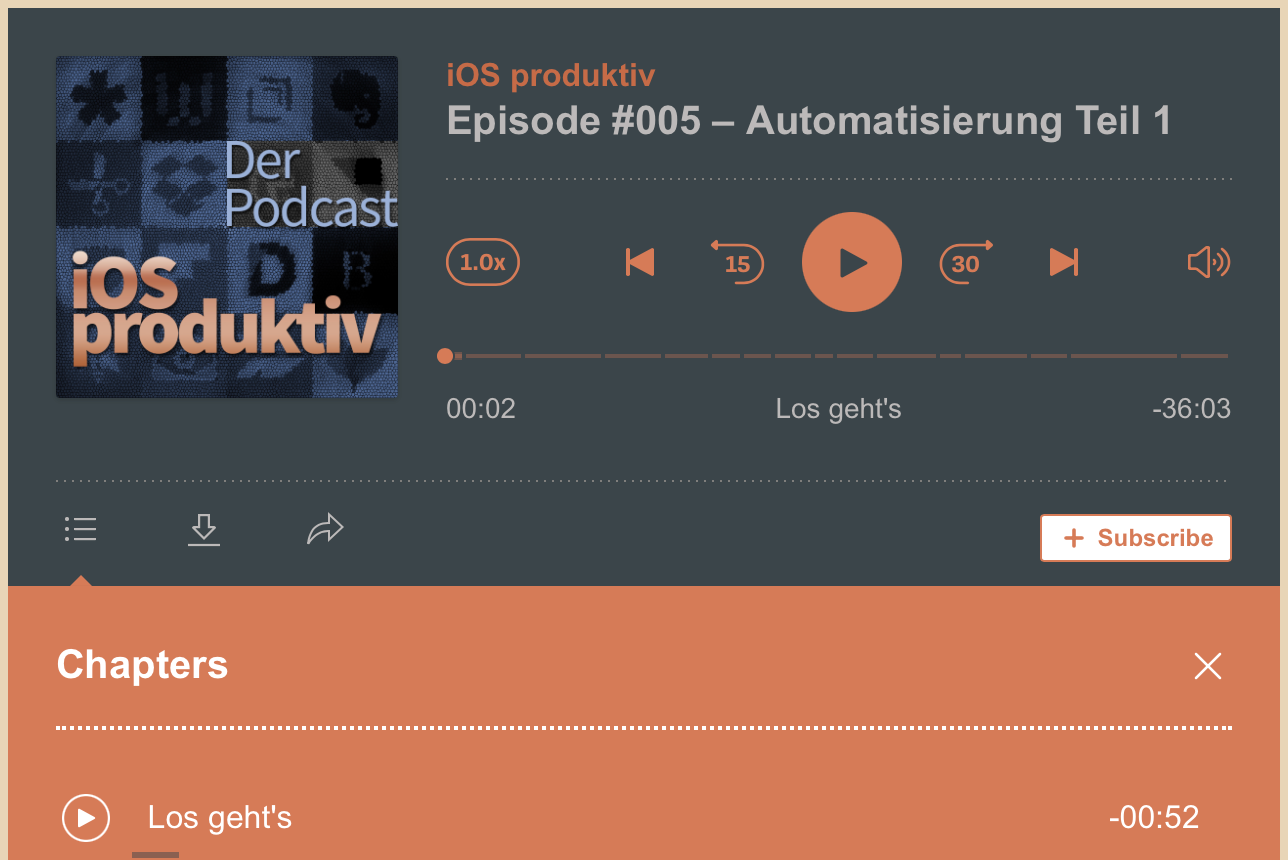 Der
Podcast
iOS
produktiv
iOS produktiv
Episode #005 – Automatisierung Teil 1
1.0x
15
30
00:02
Los geht's
-36:03
Subscribe
Chapters
Los geht's
-00:52